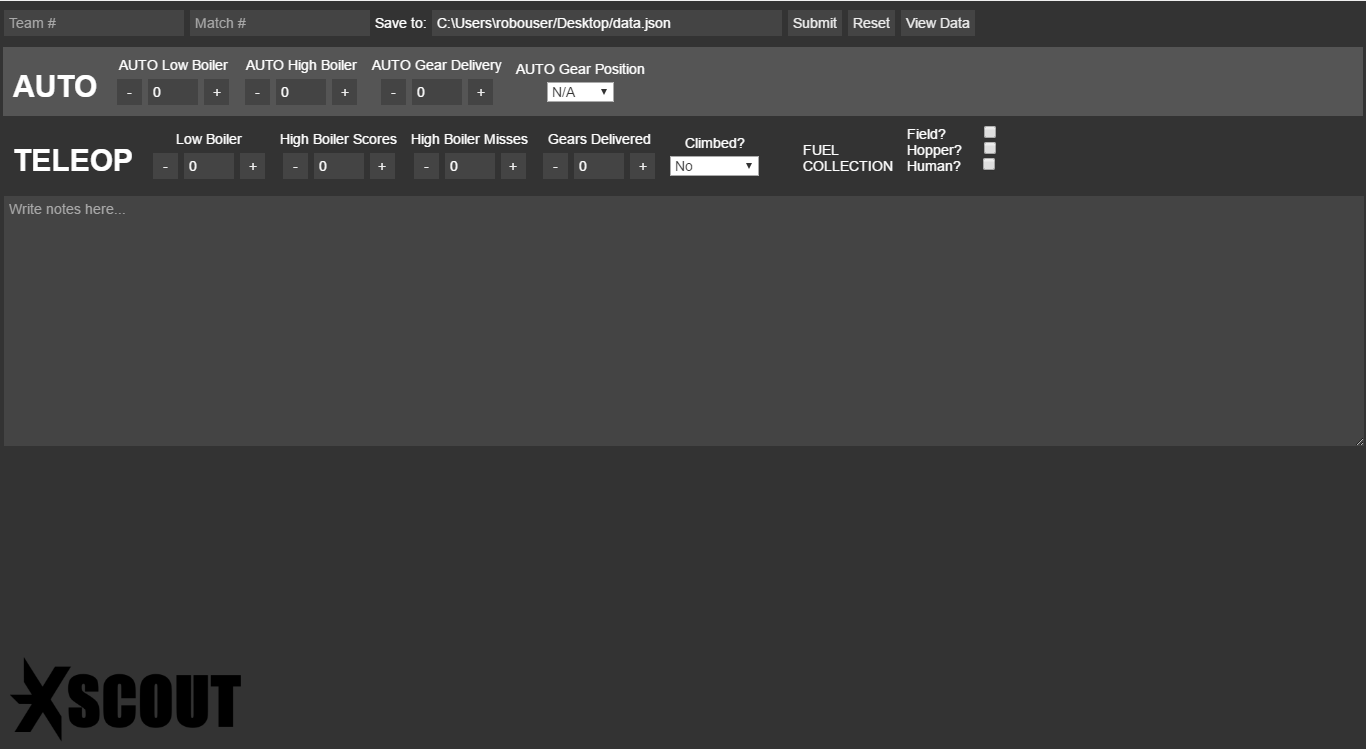 Team # Match # Save to: C:\Users\robouser/Desktop/data.json Submit Reset View Data
AUTO Low Boiler AUTO High Boiler AUTO Gear Delivery AUTO Gear Position
AUTO - 0 + - 0 + - 0 + N/A
Low Boiler High Boiler Scores High Boiler Misses Gears Delivered Climbed?
TELEOP - 0 + - 0 + - 0 + - 0 + No
FUEL
COLLECTION
Field?
Hopper?
Human?
Write notes here...
XSCOUT